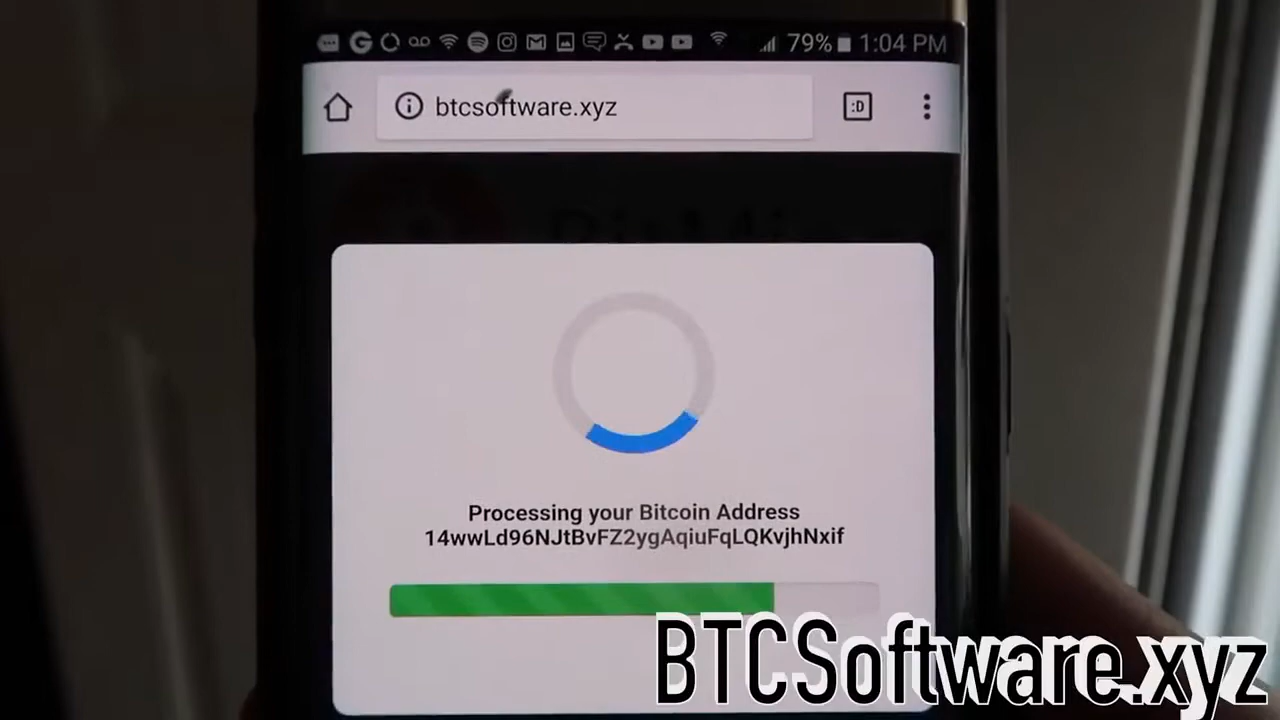 79% 1:04 PM
btcsoftware.xyz
:D
Processing your Bitcoin Address
14wwLd96NJtBvFZ2ygAqiuFqLQKvjhNxif
BTCSoftware.xyz